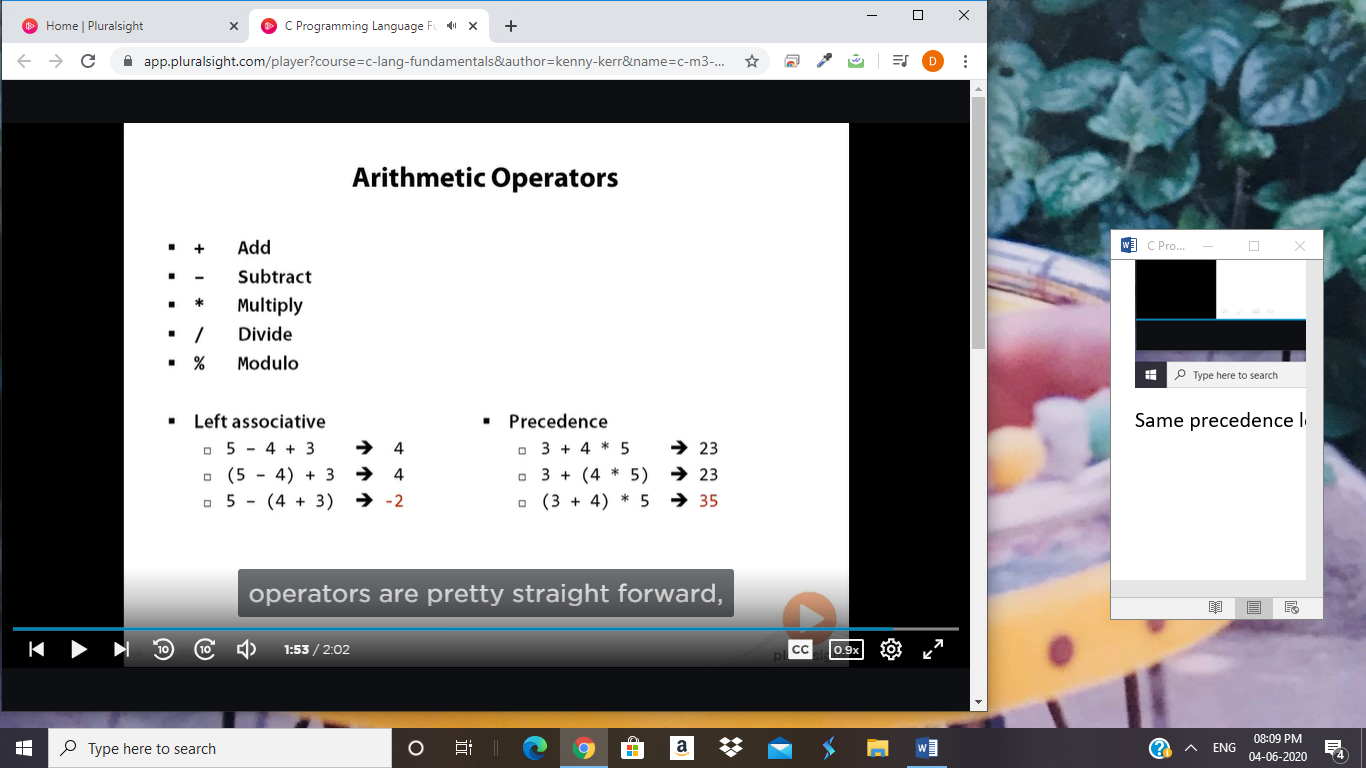 Home | Pluralsight
C Programming Language Fu
app.pluralsight.com/player?course=c-lang-fundamentals&author=kenny-kerr&name=c-m3-...
D
Arithmetic Operators
+ Add
– Subtract
* Multiply
/ Divide
% Modulo
Left associative
5 – 4 + 3 → 4
(5 – 4) + 3 → 4
5 – (4 + 3) → -2
Precedence
3 + 4 * 5 → 23
3 + (4 * 5) → 23
(3 + 4) * 5 → 35
operators are pretty straight forward,
10 10 1:53 / 2:02 CC 0.9x
C Pro...
Type here to search
Same precedence l
Type here to search
a
ENG
08:09 PM
04-06-2020
4